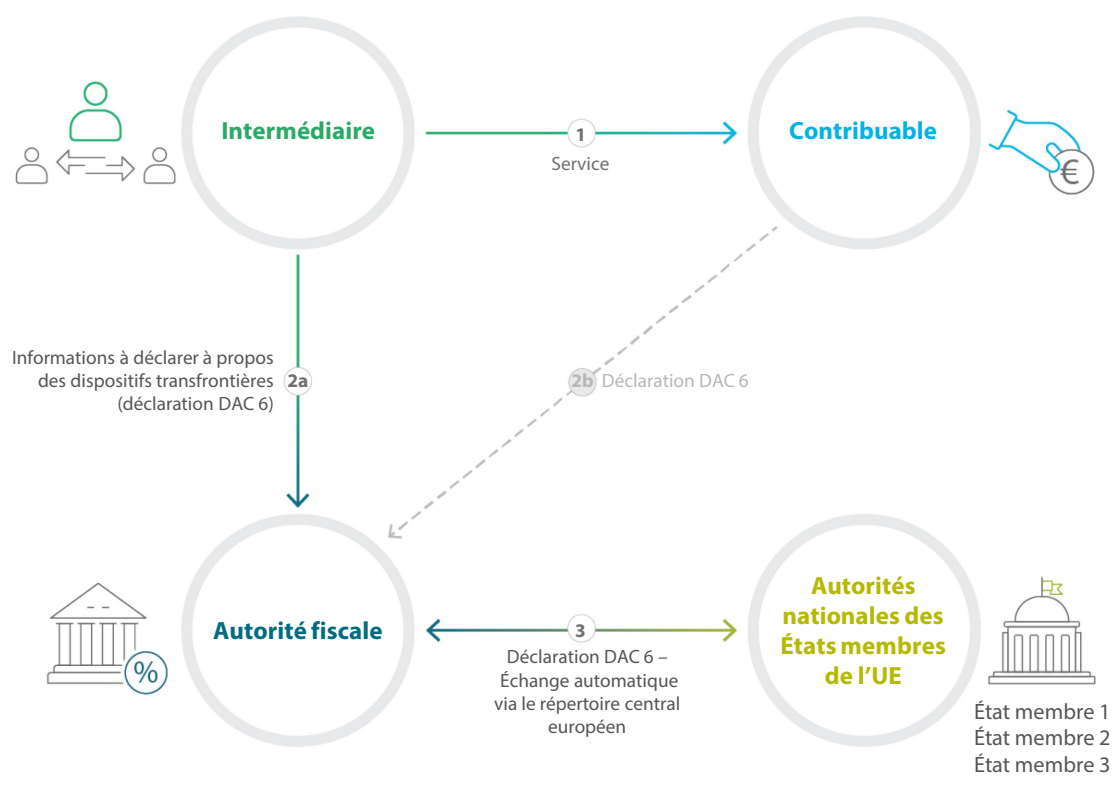 Intermédiaire
1
Service
Contribuable
€
Informations à déclarer à propos
des dispositifs transfrontières
(déclaration DAC 6)
2a
2b Déclaration DAC 6
%
Autorité fiscale
3
Déclaration DAC 6 –
Échange automatique
via le répertoire central
européen
Autorités
nationales des
États membres
de l’UE
État membre 1
État membre 2
État membre 3